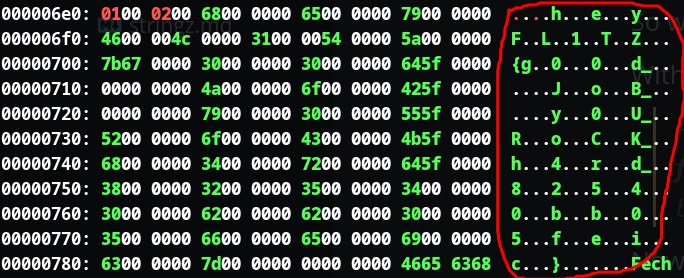 000006e0: 0100 0200 6800 0000 6500 0000 7900 0000 ....h...e...y...
000006f0: 4600 004c 0000 3100 0054 0000 5a00 0000 F..L..1..T..Z...
00000700: 7b67 0000 3000 0000 3000 0000 645f 0000 {g..0...0...d_..
00000710: 0000 0000 4a00 0000 6f00 0000 425f 0000 ....J...o...B_..
00000720: 0000 0000 7900 0000 3000 0000 555f 0000 ....y...0...U_..
00000730: 5200 0000 6f00 0000 4300 0000 4b5f 0000 R...o...C...K_..
00000740: 6800 0000 3400 0000 7200 0000 645f 0000 h...4...r...d_..
00000750: 3800 0000 3200 0000 3500 0000 3400 0000 8...2...5...4...
00000760: 3000 0000 6200 0000 6200 0000 3000 0000 0...b...b...0...
00000770: 3500 0000 6600 0000 6500 0000 6900 0000 5...f...e...i...
00000780: 6300 0000 7d00 0000 0000 0000 4665 6368 c...}.......Fech